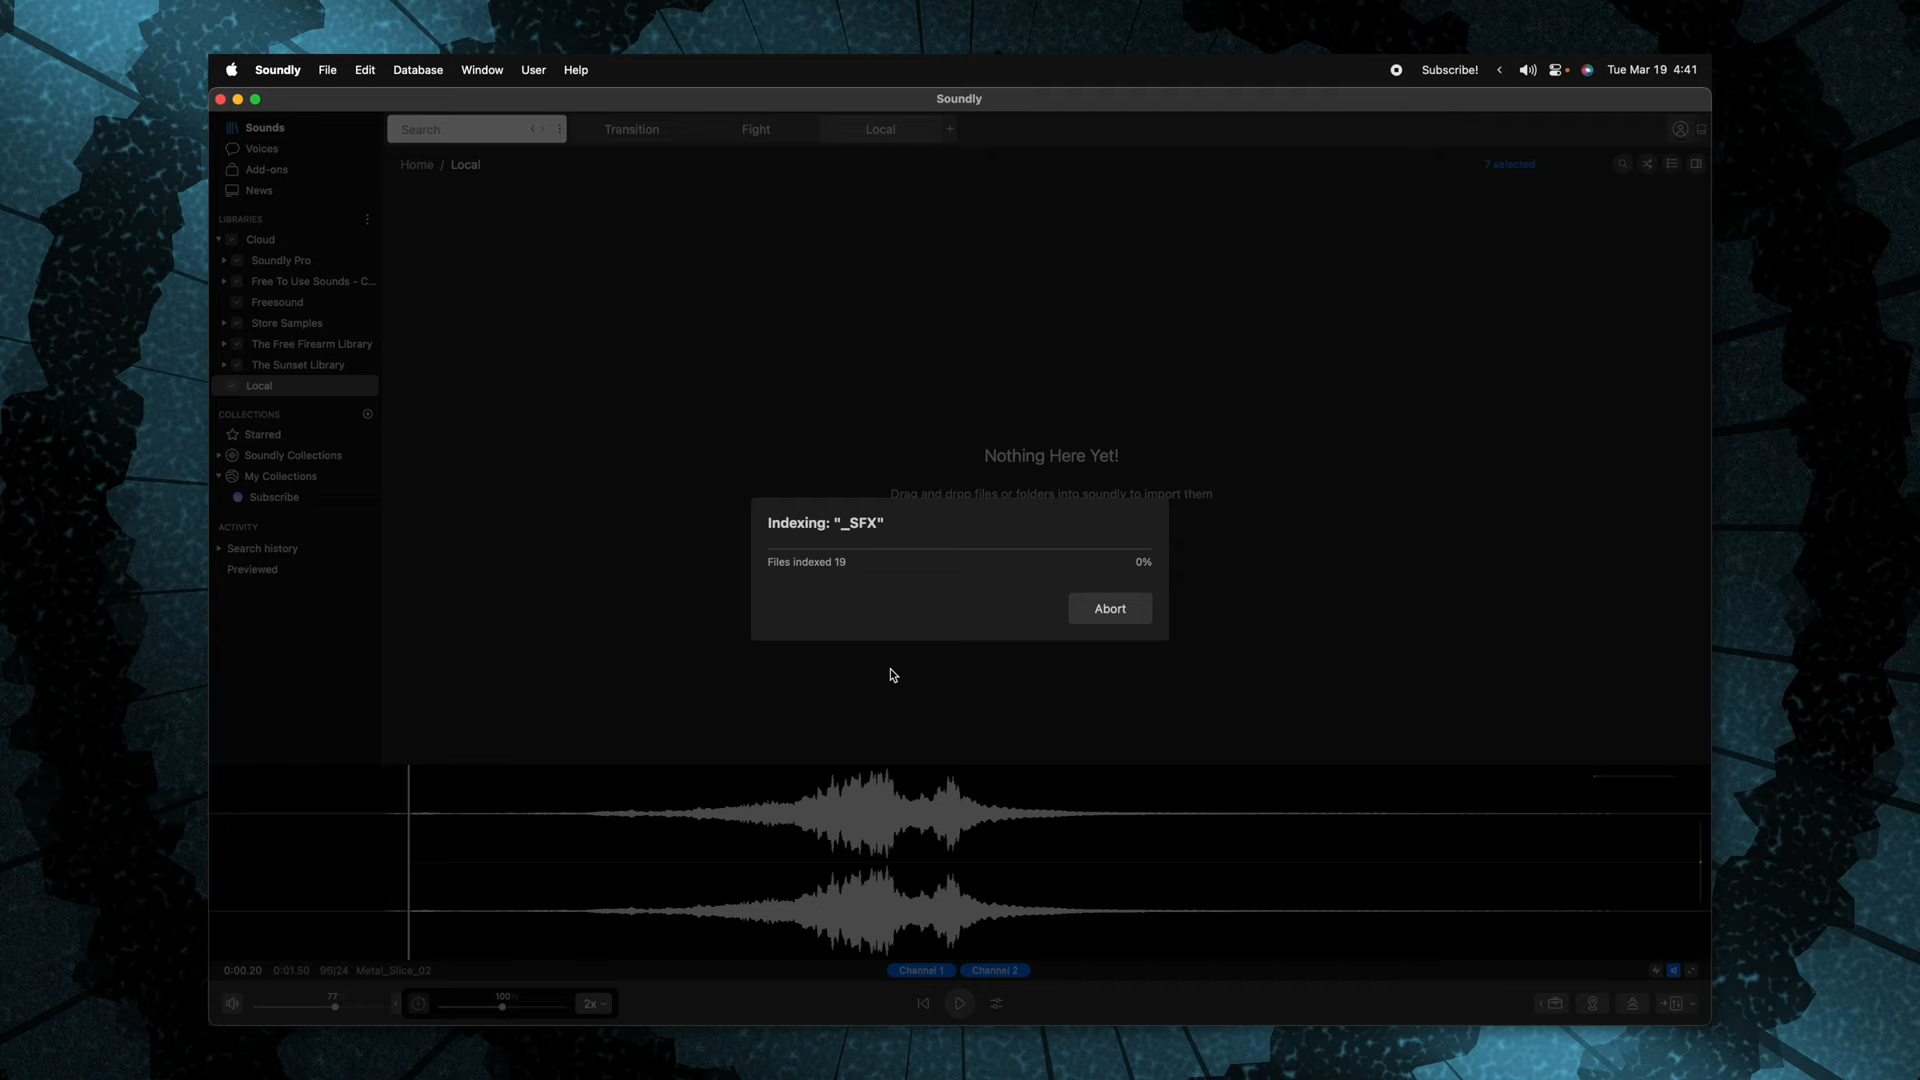 Soundly File Edit Database Window User Help Subscribe! Tue Mar 19 4:41
Soundly
Sounds
Voices
Add-ons
News
LIBRARIES
Cloud
Soundly Pro
Free To Use Sounds - C...
Freesound
Store Samples
The Free Firearm Library
The Sunset Library
Local
COLLECTIONS
Starred
Soundly Collections
My Collections
Subscribe
ACTIVITY
Search history
Previewed
Search Transition Fight Local +
Home / Local 7 selected
Nothing Here Yet!
Drag and drop files or folders into soundly to import them
Indexing: "_SFX"
Files indexed 19 0%
Abort
0:00.20 0:01.50 96|24 Metal_Slice_02 Channel 1 Channel 2
77 100% 2x